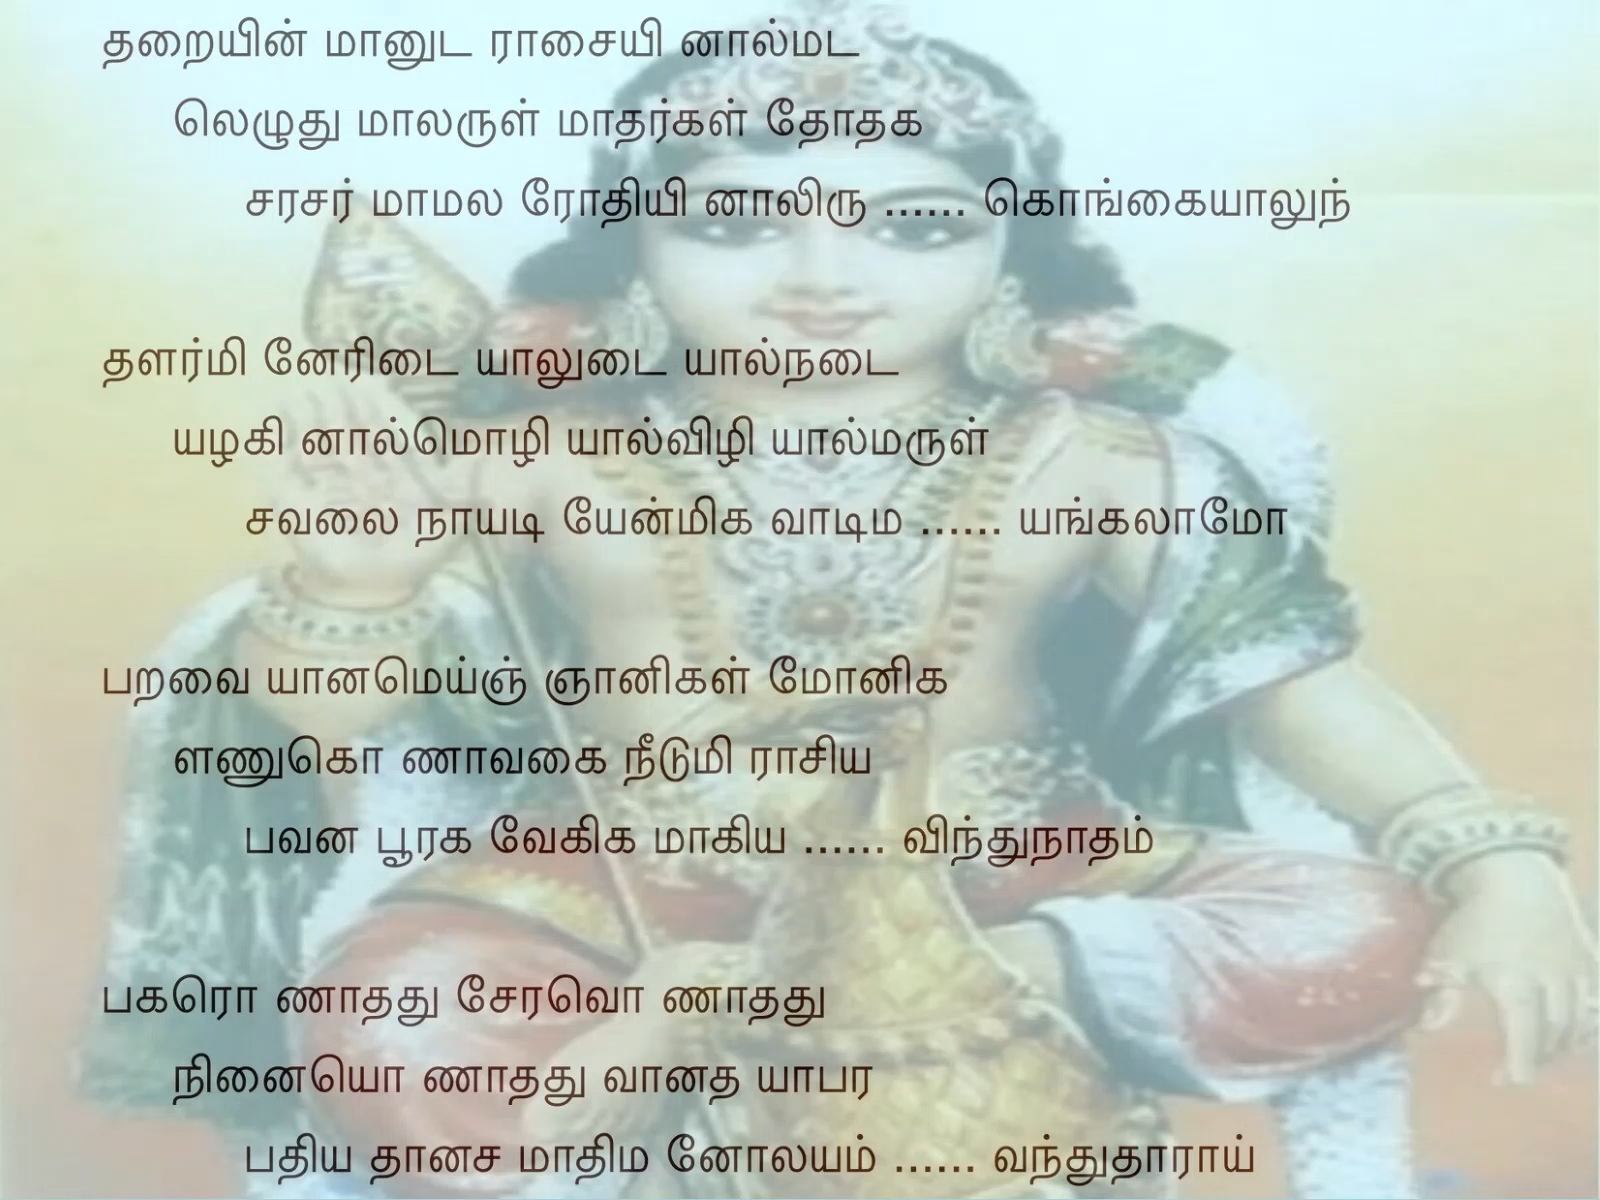 தறையின் மானுட ராசையி னால்மட
லெழுது மாலருள் மாதர்கள் தோதக
சரசர் மாமல ரோதியி னாலிரு ...... கொங்கையாலுந்
தளர்மி னேரிடை யாலுடை யால்நடை
யழகி னால்மொழி யால்விழி யால்மருள்
சவலை நாயடி யேன்மிக வாடிம ...... யங்கலாமோ
பறவை யானமெய்ஞ் ஞானிகள் மோனிக
ளணுகொ ணாவகை நீடுமி ராசிய
பவன பூரக வேகிக மாகிய ...... விந்துநாதம்
பகரொ ணாதது சேரவொ ணாதது
நினையொ ணாதது வானத யாபர
பதிய தானச மாதிம னோலயம் ...... வந்துதாராய்